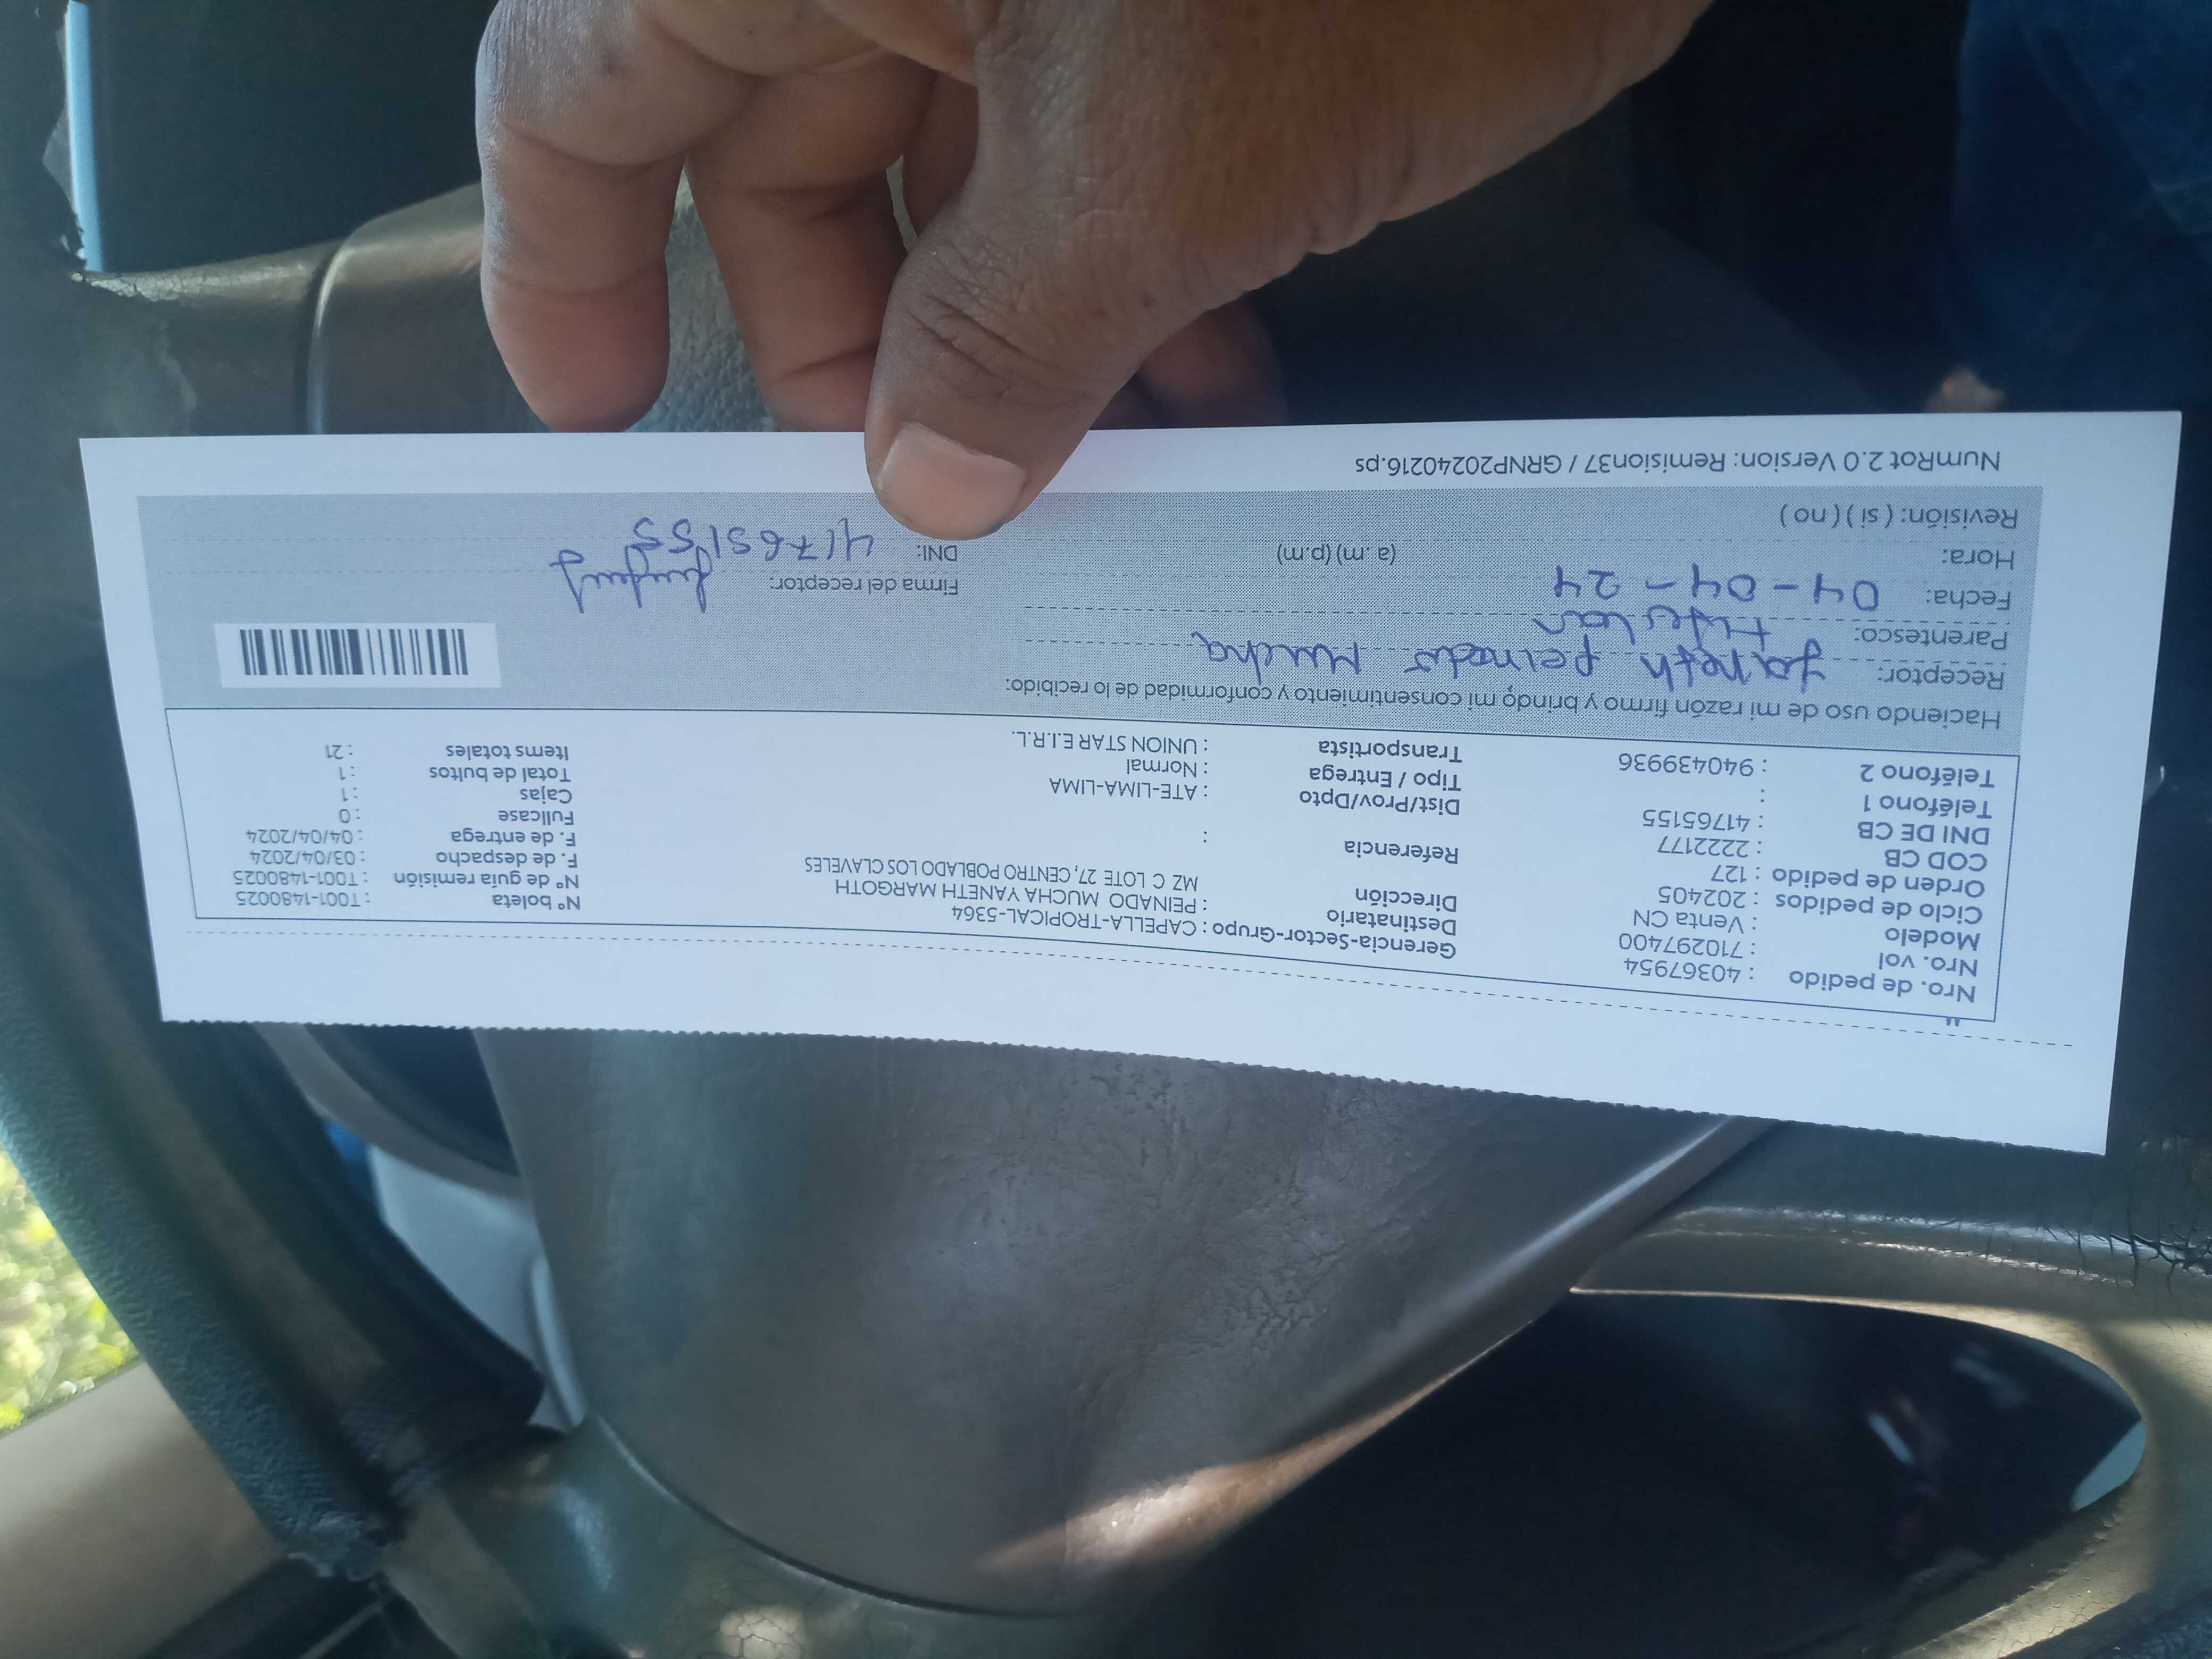 Nro. de pedido : 40367954
Nro. vol : 710297400
Modelo : Venta CN
Ciclo de pedidos : 202405
Orden de pedido : 127
COD CB : 2222177
DNI DE CB : 41765155
Teléfono 1 :
Teléfono 2 : 940439936
Gerencia-Sector-Grupo : CAPELLA-TROPICAL-5364
Destinatario : PEINADO MUCHA YANETH MARGOTH
Dirección MZ C LOTE 27, CENTRO POBLADO LOS CLAVELES
Referencia :
Dist/Prov/Dpto : ATE-LIMA-LIMA
Tipo / Entrega : Normal
Transportista : UNION STAR E.I.R.L.
N° boleta : T001-1480025
N° de guía remisión : T001-1480025
F. de despacho : 03/04/2024
F. de entrega : 04/04/2024
Fullcase : 0
Cajas : 1
Total de bultos : 1
Items totales : 21
Haciendo uso de mi razón firmo y brindo mi consentimiento y conformidad de lo recibido:
Receptor: Yaneth peinado Mucha
Parentesco: titular
Fecha: 04-04-24
Hora: (a .m) (p.m)
Revisión: ( si ) ( no )
Firma del receptor:
DNI: 41765155
NumRot 2.0 Version: Remision37 / GRNP20240216.ps